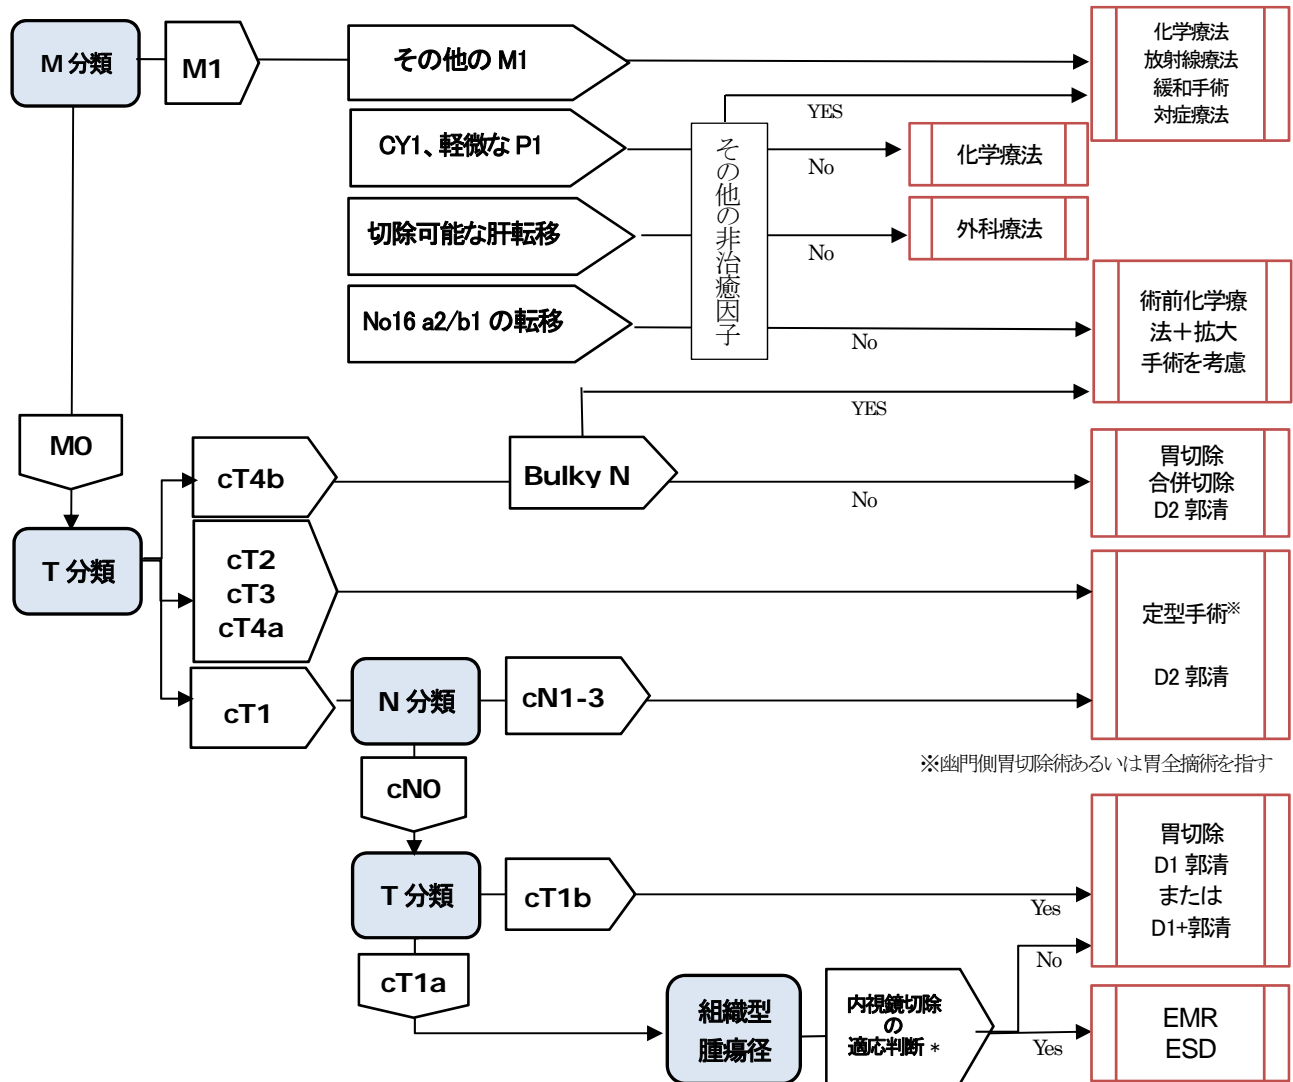 M 分類
M1
その他の M1
化学療法
放射線療法
緩和手術
対症療法
YES
CY1、軽微な P1
その他の非治癒因子
No
化学療法
切除可能な肝転移
No
外科療法
No16 a2/b1 の転移
No
術前化学療
法＋拡大
手術を考慮
YES
M0
cT4b
Bulky N
No
胃切除
合併切除
D2 郭清
T 分類
cT2
cT3
cT4a
定型手術※
D2 郭清
cT1
N 分類
cN1-3
※幽門側胃切除術あるいは胃全摘術を指す
cN0
T 分類
cT1b
Yes
胃切除
D1 郭清
または
D1+郭清
No
cT1a
組織型
腫瘍径
内視鏡切除
の
適応判断 *
Yes
EMR
ESD